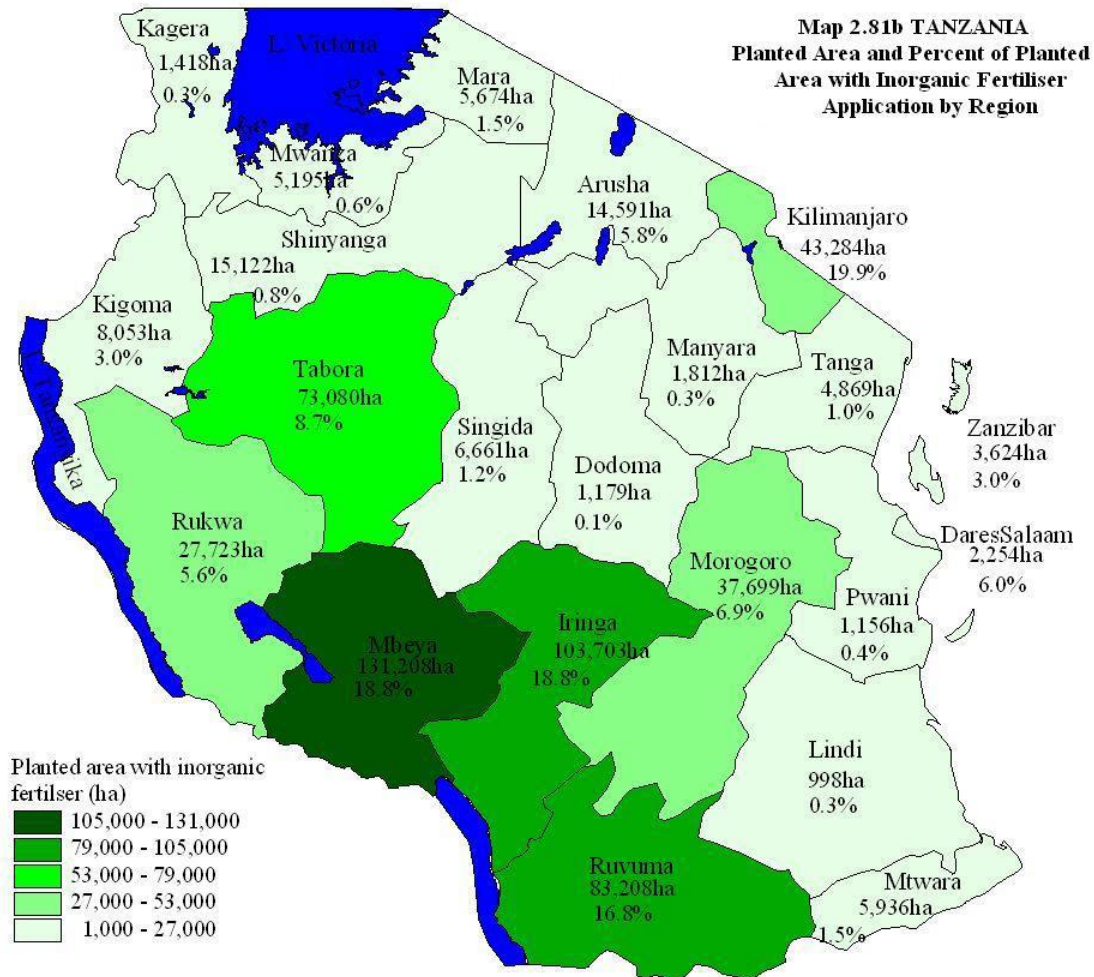 Map 2.81b TANZANIA
Planted Area and Percent of Planted
Area with Inorganic Fertiliser
Application by Region
Kagera
1,418ha
0.3%
L. Victoria
Mara
5,674ha
1.5%
Mwanza
5,195ha
0.6%
Arusha
14,591ha
5.8%
Kilimanjaro
43,284ha
19.9%
Shinyanga
15,122ha
0.8%
Kigoma
8,053ha
3.0%
Tabora
73,080ha
8.7%
Manyara
1,812ha
0.3%
Tanga
4,869ha
1.0%
L. Tanganyika
Singida
6,661ha
1.2%
Dodoma
1,179ha
0.1%
Zanzibar
3,624ha
3.0%
Rukwa
27,723ha
5.6%
Morogoro
37,699ha
6.9%
DaresSalaam
2,254ha
6.0%
Pwani
1,156ha
0.4%
Mbeya
131,208ha
18.8%
Iringa
103,703ha
18.8%
Lindi
998ha
0.3%
Ruvuma
83,208ha
16.8%
Mtwara
5,936ha
1.5%
Planted area with inorganic
fertilser (ha)
105,000 - 131,000
79,000 - 105,000
53,000 - 79,000
27,000 - 53,000
1,000 - 27,000